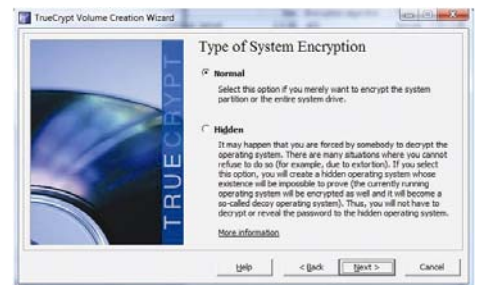 TrueCrypt Volume Creation Wizard
TRUECRYPT
Type of System Encryption
Normal
Select this option if you merely want to encrypt the system
partition or the entire system drive.
Hidden
It may happen that you are forced by somebody to decrypt the
operating system. There are many situations where you cannot
refuse to do so (for example, due to extortion). If you select
this option, you will create a hidden operating system whose
existence will be impossible to prove (the currently running
operating system will be encrypted as well and it will become a
so-called decoy operating system). Thus, you will not have to
decrypt or reveal the password to the hidden operating system.
More information
Help
< Back
Next >
Cancel